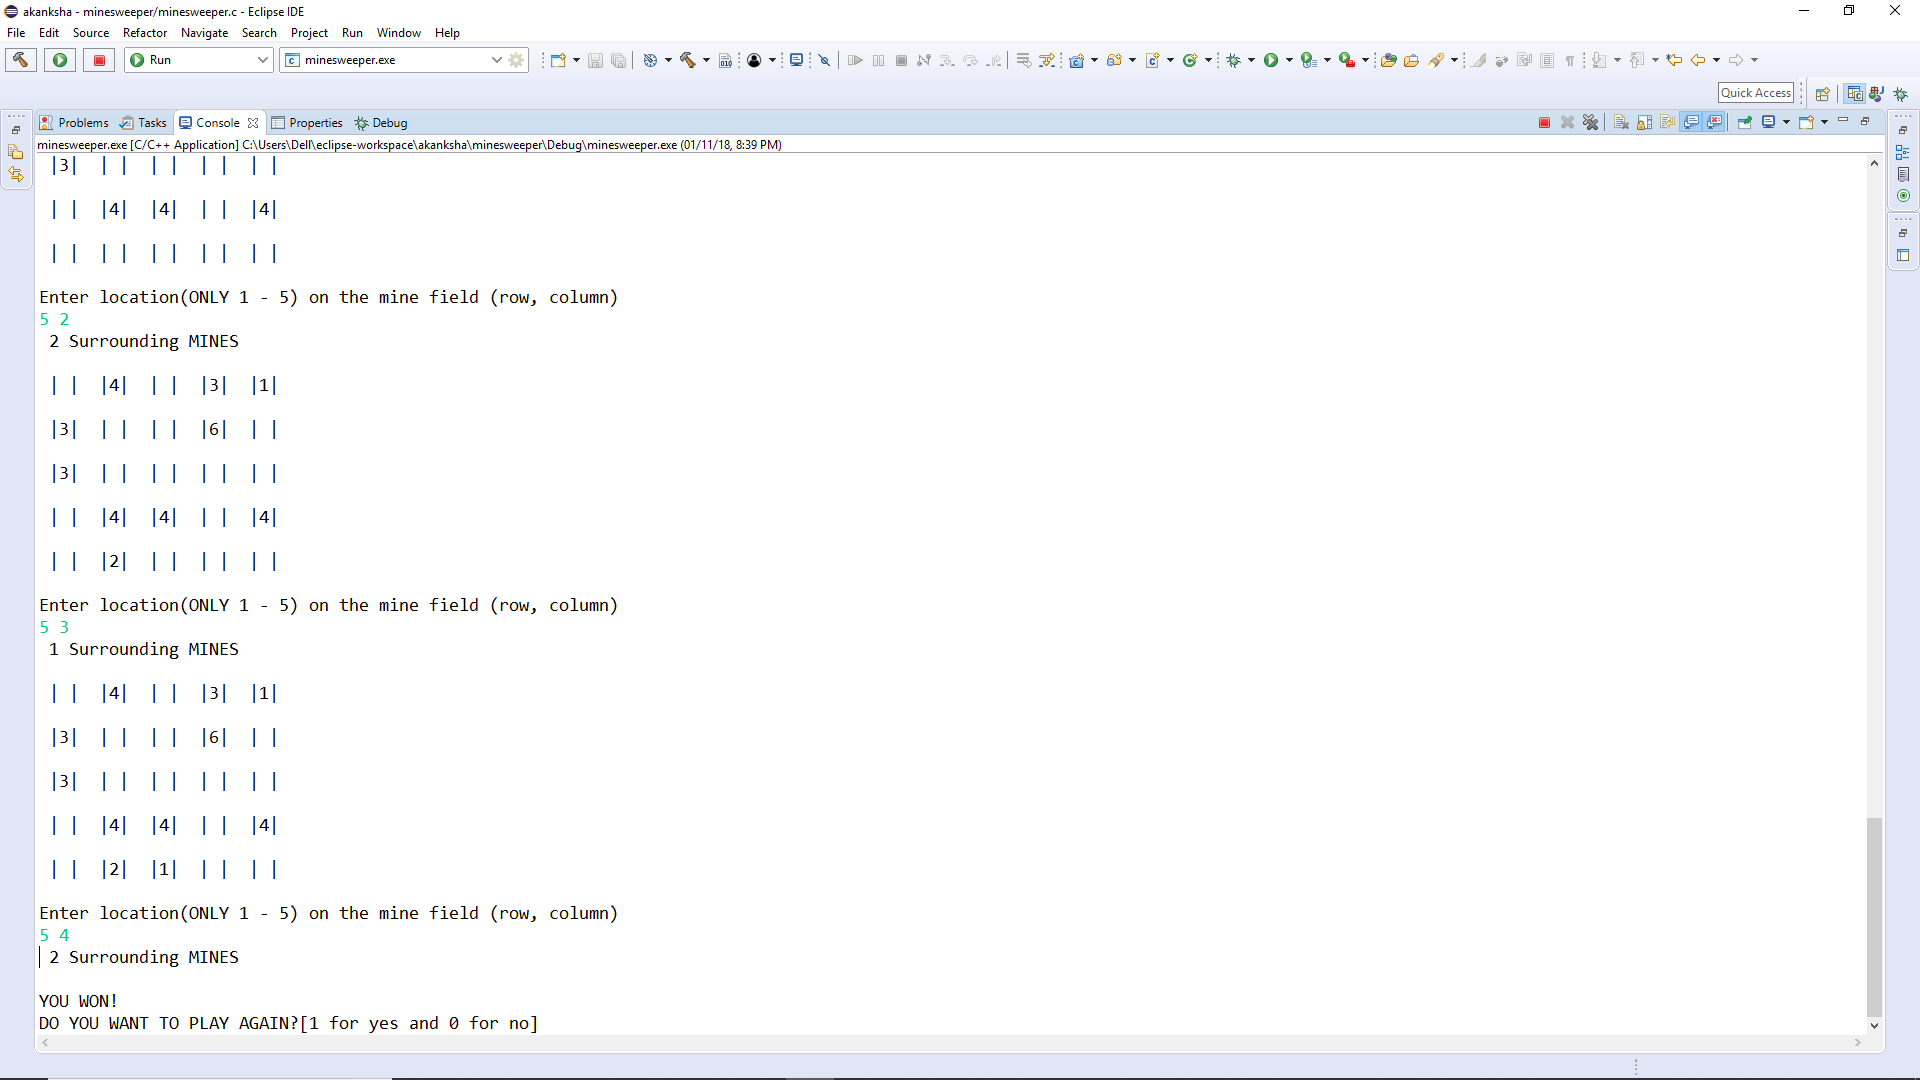 akanksha - minesweeper/minesweeper.c - Eclipse IDE
File Edit Source Refactor Navigate Search Project Run Window Help
Run minesweeper.exe
Quick Access
Problems Tasks Console Properties Debug
minesweeper.exe [C/C++ Application] C:\Users\Dell\eclipse-workspace\akanksha\minesweeper\Debug\minesweeper.exe (01/11/18, 8:39 PM)
|3| | | | | | | | |
| | |4| |4| | | |4|
| | | | | | | | | |
Enter location(ONLY 1 - 5) on the mine field (row, column)
5 2
2 Surrounding MINES
| | |4| | | |3| |1|
|3| | | | | |6| | |
|3| | | | | | | | |
| | |4| |4| | | |4|
| | |2| | | | | | |
Enter location(ONLY 1 - 5) on the mine field (row, column)
5 3
1 Surrounding MINES
| | |4| | | |3| |1|
|3| | | | | |6| | |
|3| | | | | | | | |
| | |4| |4| | | |4|
| | |2| |1| | | | |
Enter location(ONLY 1 - 5) on the mine field (row, column)
5 4
2 Surrounding MINES
YOU WON!
DO YOU WANT TO PLAY AGAIN?[1 for yes and 0 for no]